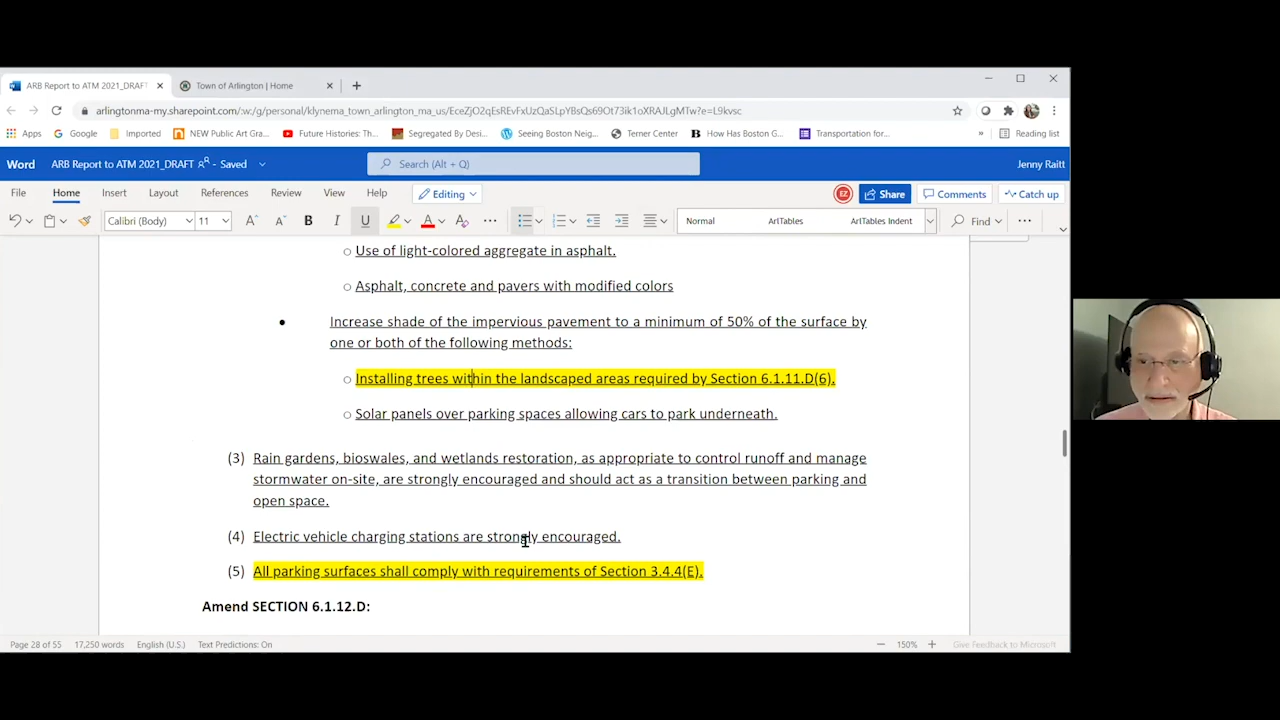 ARB Report to ATM 2021_DRAFT
Town of Arlington | Home
arlingtonma-my.sharepoint.com/:w:/g/personal/klynema_town_arlington_ma_us/
Apps Google Imported NEW Public Art Gra... Future Histories: Th... Segregated By Desi... Seeing Boston Neig... Terner Center How Has Boston G... Transportation for... » Reading list
Word ARB Report to ATM 2021_DRAFT - Saved Search (Alt + Q) Jenny Raitt
File Home Insert Layout References Review View Help Editing EZ Share Comments Catch up
Calibri (Body) 11 B I U A Normal ArlTables ArlTables Indent Find
○ Use of light-colored aggregate in asphalt.
○ Asphalt, concrete and pavers with modified colors
• Increase shade of the impervious pavement to a minimum of 50% of the surface by
one or both of the following methods:
○ Installing trees within the landscaped areas required by Section 6.1.11.D(6).
○ Solar panels over parking spaces allowing cars to park underneath.
(3) Rain gardens, bioswales, and wetlands restoration, as appropriate to control runoff and manage
stormwater on-site, are strongly encouraged and should act as a transition between parking and
open space.
(4) Electric vehicle charging stations are strongly encouraged.
(5) All parking surfaces shall comply with requirements of Section 3.4.4(E).
Amend SECTION 6.1.12.D:
Page 28 of 55 17,250 words English (U.S.) Text Predictions: On 150% Give Feedback to Microsoft